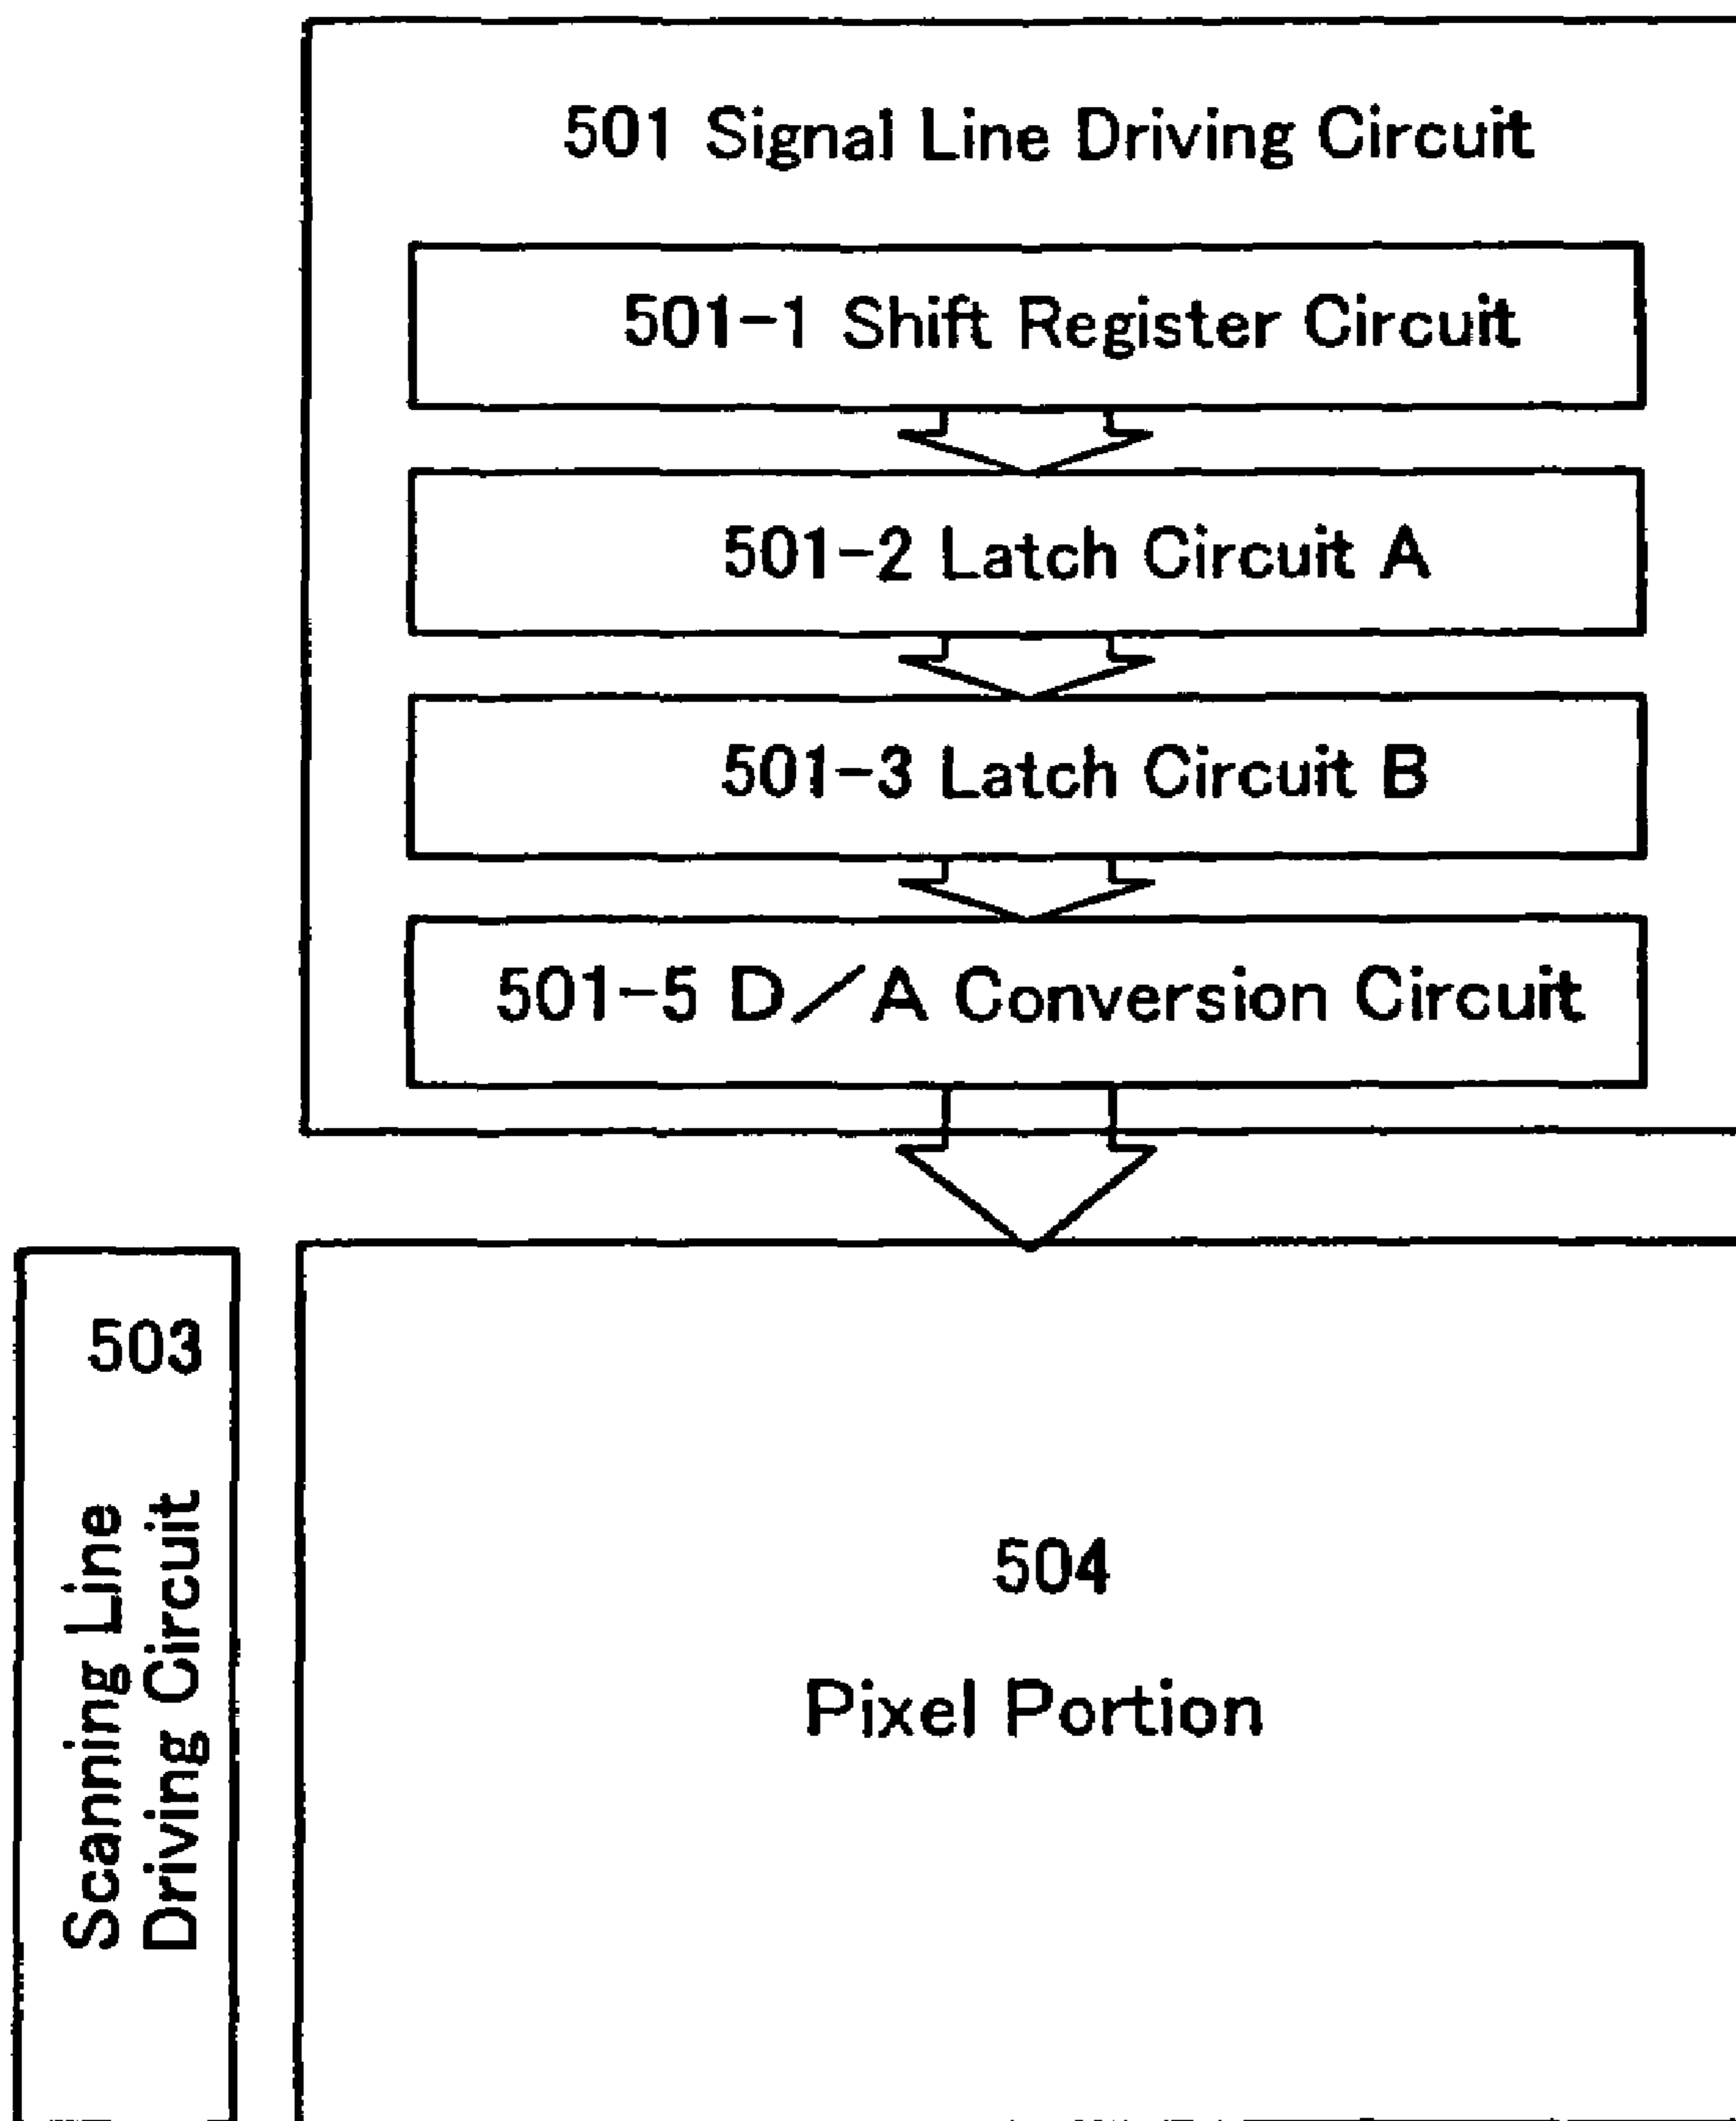 501 Signal Line Driving Circuit
501-1 Shift Register Circuit
501-2 Latch Circuit A
501-3 Latch Circuit B
501-5 D/A Conversion Circuit
503
Scanning Line
Driving Circuit
504
Pixel Portion